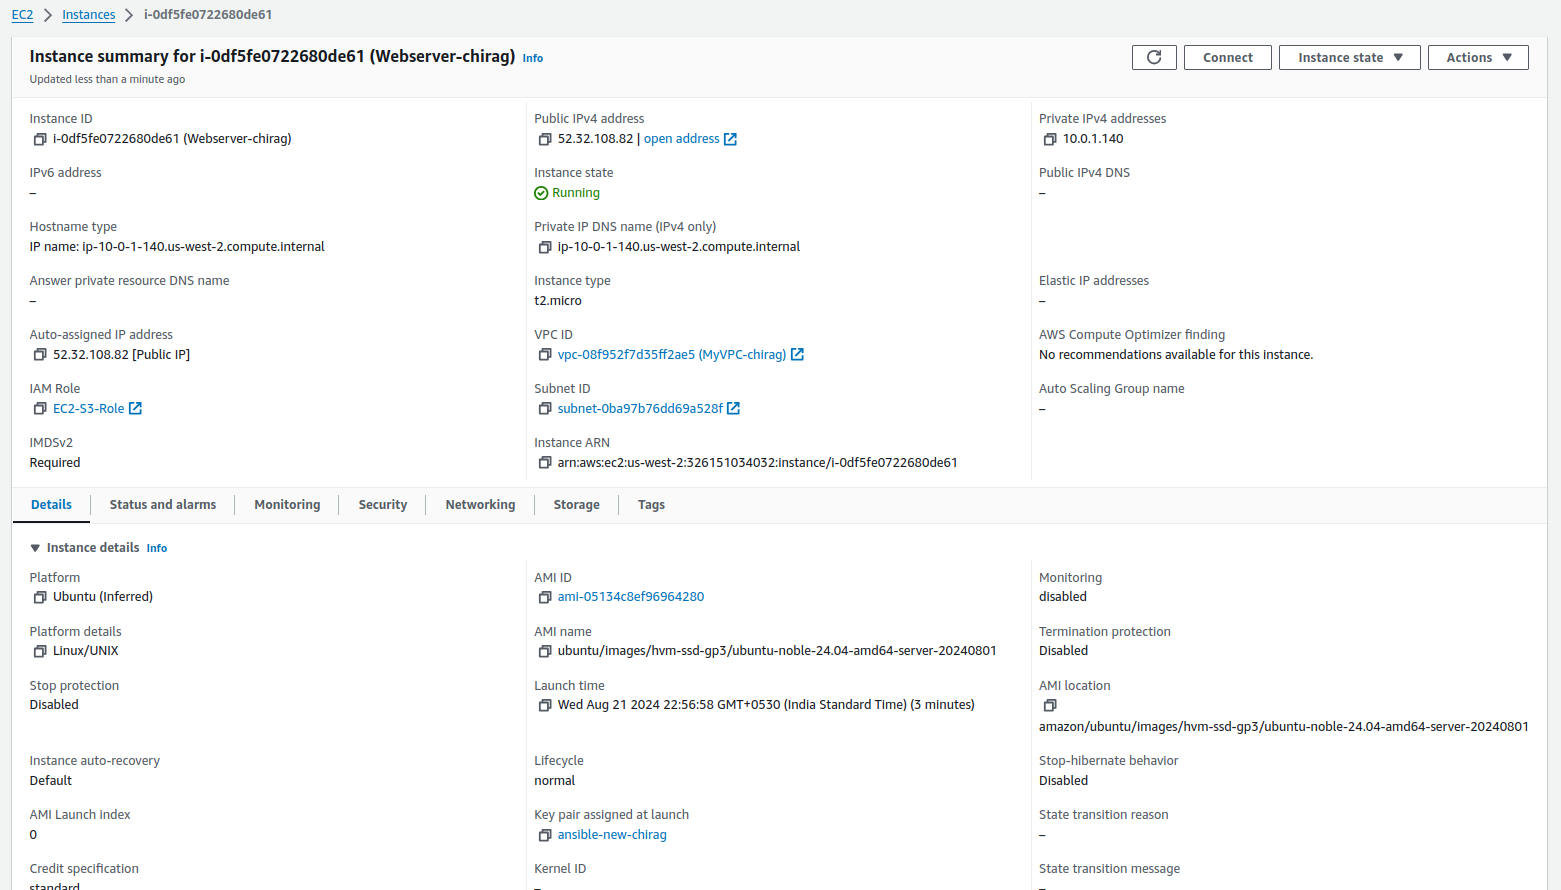 EC2 > Instances > i-0df5fe0722680de61
Instance summary for i-0df5fe0722680de61 (Webserver-chirag) Info
Updated less than a minute ago
Connect
Instance state
Actions
Instance ID
i-0df5fe0722680de61 (Webserver-chirag)
Public IPv4 address
52.32.108.82 | open address
Private IPv4 addresses
10.0.1.140
IPv6 address
–
Instance state
Running
Public IPv4 DNS
–
Hostname type
IP name: ip-10-0-1-140.us-west-2.compute.internal
Private IP DNS name (IPv4 only)
ip-10-0-1-140.us-west-2.compute.internal
Answer private resource DNS name
–
Instance type
t2.micro
Elastic IP addresses
–
Auto-assigned IP address
52.32.108.82 [Public IP]
VPC ID
vpc-08f952f7d35ff2ae5 (MyVPC-chirag)
AWS Compute Optimizer finding
No recommendations available for this instance.
IAM Role
EC2-S3-Role
Subnet ID
subnet-0ba97b76dd69a528f
Auto Scaling Group name
–
IMDSv2
Required
Instance ARN
arn:aws:ec2:us-west-2:326151034032:instance/i-0df5fe0722680de61
Details
Status and alarms
Monitoring
Security
Networking
Storage
Tags
Instance details Info
Platform
Ubuntu (Inferred)
AMI ID
ami-05134c8ef96964280
Monitoring
disabled
Platform details
Linux/UNIX
AMI name
ubuntu/images/hvm-ssd-gp3/ubuntu-noble-24.04-amd64-server-20240801
Termination protection
Disabled
Stop protection
Disabled
Launch time
Wed Aug 21 2024 22:56:58 GMT+0530 (India Standard Time) (3 minutes)
AMI location
amazon/ubuntu/images/hvm-ssd-gp3/ubuntu-noble-24.04-amd64-server-20240801
Instance auto-recovery
Default
Lifecycle
normal
Stop-hibernate behavior
Disabled
AMI Launch index
0
Key pair assigned at launch
ansible-new-chirag
State transition reason
–
Credit specification
standard
Kernel ID
–
State transition message
–